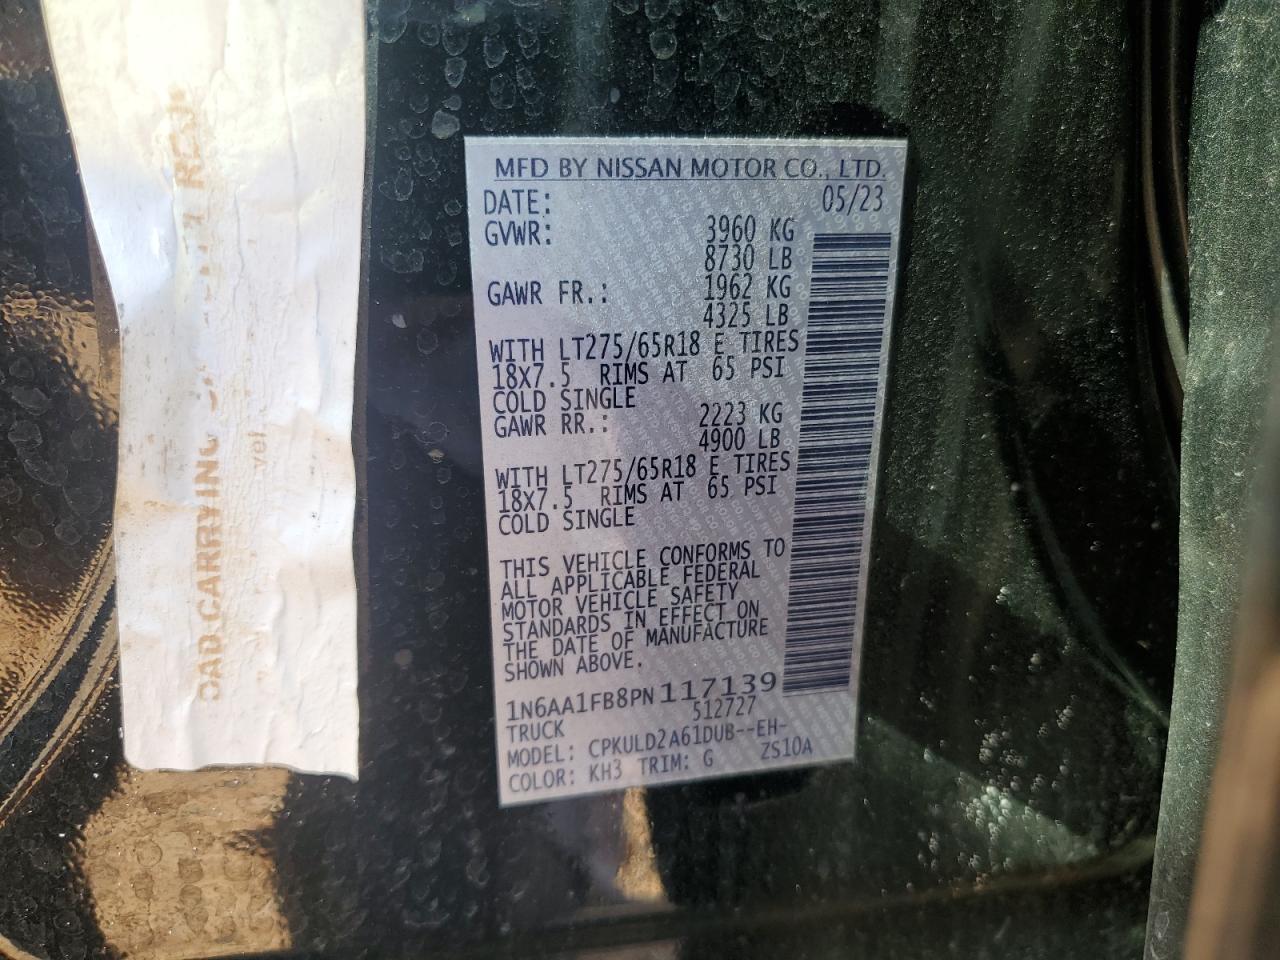 MFD BY NISSAN MOTOR CO., LTD.
DATE: 05/23
GVWR: 3960 KG
8730 LB
GAWR FR.: 1962 KG
4325 LB
WITH LT275/65R18 E TIRES
18X7.5 RIMS AT 65 PSI
COLD SINGLE
GAWR RR.: 2223 KG
4900 LB
WITH LT275/65R18 E TIRES
18X7.5 RIMS AT 65 PSI
COLD SINGLE
THIS VEHICLE CONFORMS TO
ALL APPLICABLE FEDERAL
MOTOR VEHICLE SAFETY
STANDARDS IN EFFECT ON
THE DATE OF MANUFACTURE
SHOWN ABOVE.
1N6AA1FB8PN117139
TRUCK 512727
MODEL: CPKULD2A61DUB--EH-
ZS10A
COLOR: KH3 TRIM: G
CARRYING